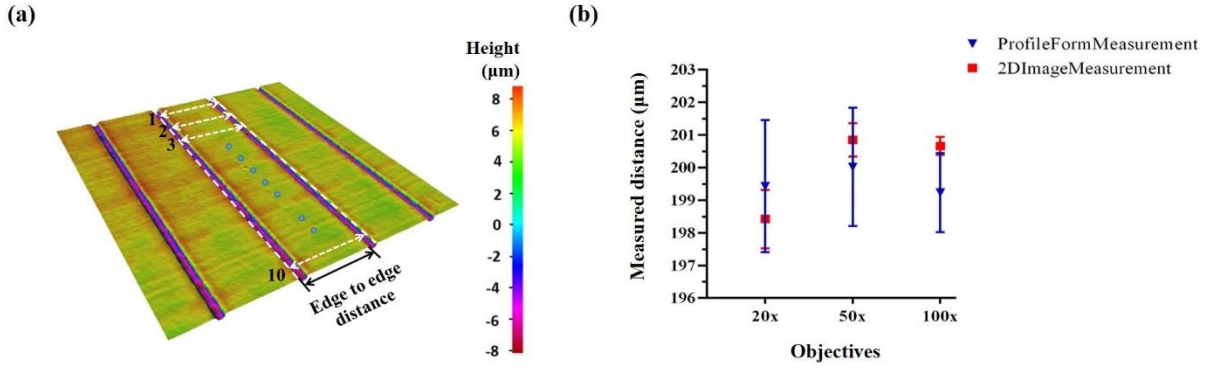 (a)
Height
(μm)
8
6
4
2
0
-2
-4
-6
-8
1
2
3
10
Edge to edge
distance
(b)
ProfileFormMeasurement
2DImageMeasurement
Measured distance (μm)
203
202
201
200
199
198
197
196
20x
50x
100x
Objectives